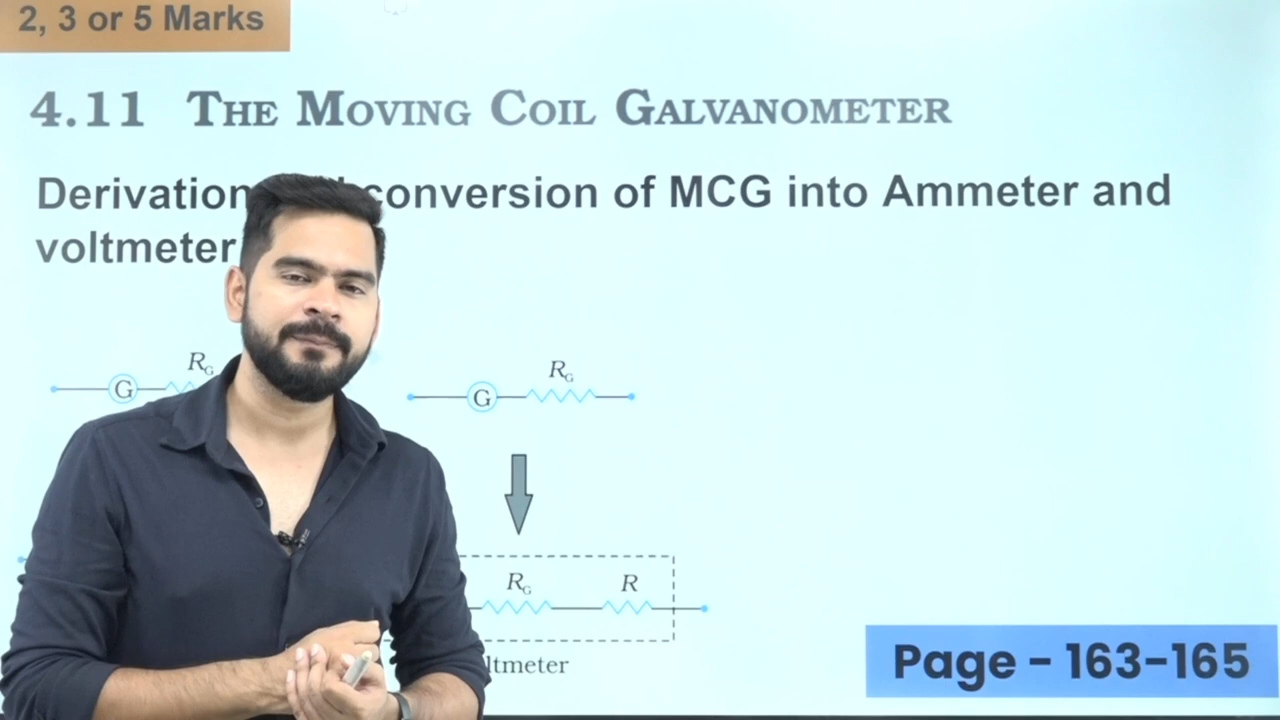 2, 3 or 5 Marks
4.11 THE MOVING COIL GALVANOMETER
Derivation conversion of MCG into Ammeter and
voltmeter
R_G
R_G
G
G
R_G R
ltmeter
Page - 163-165